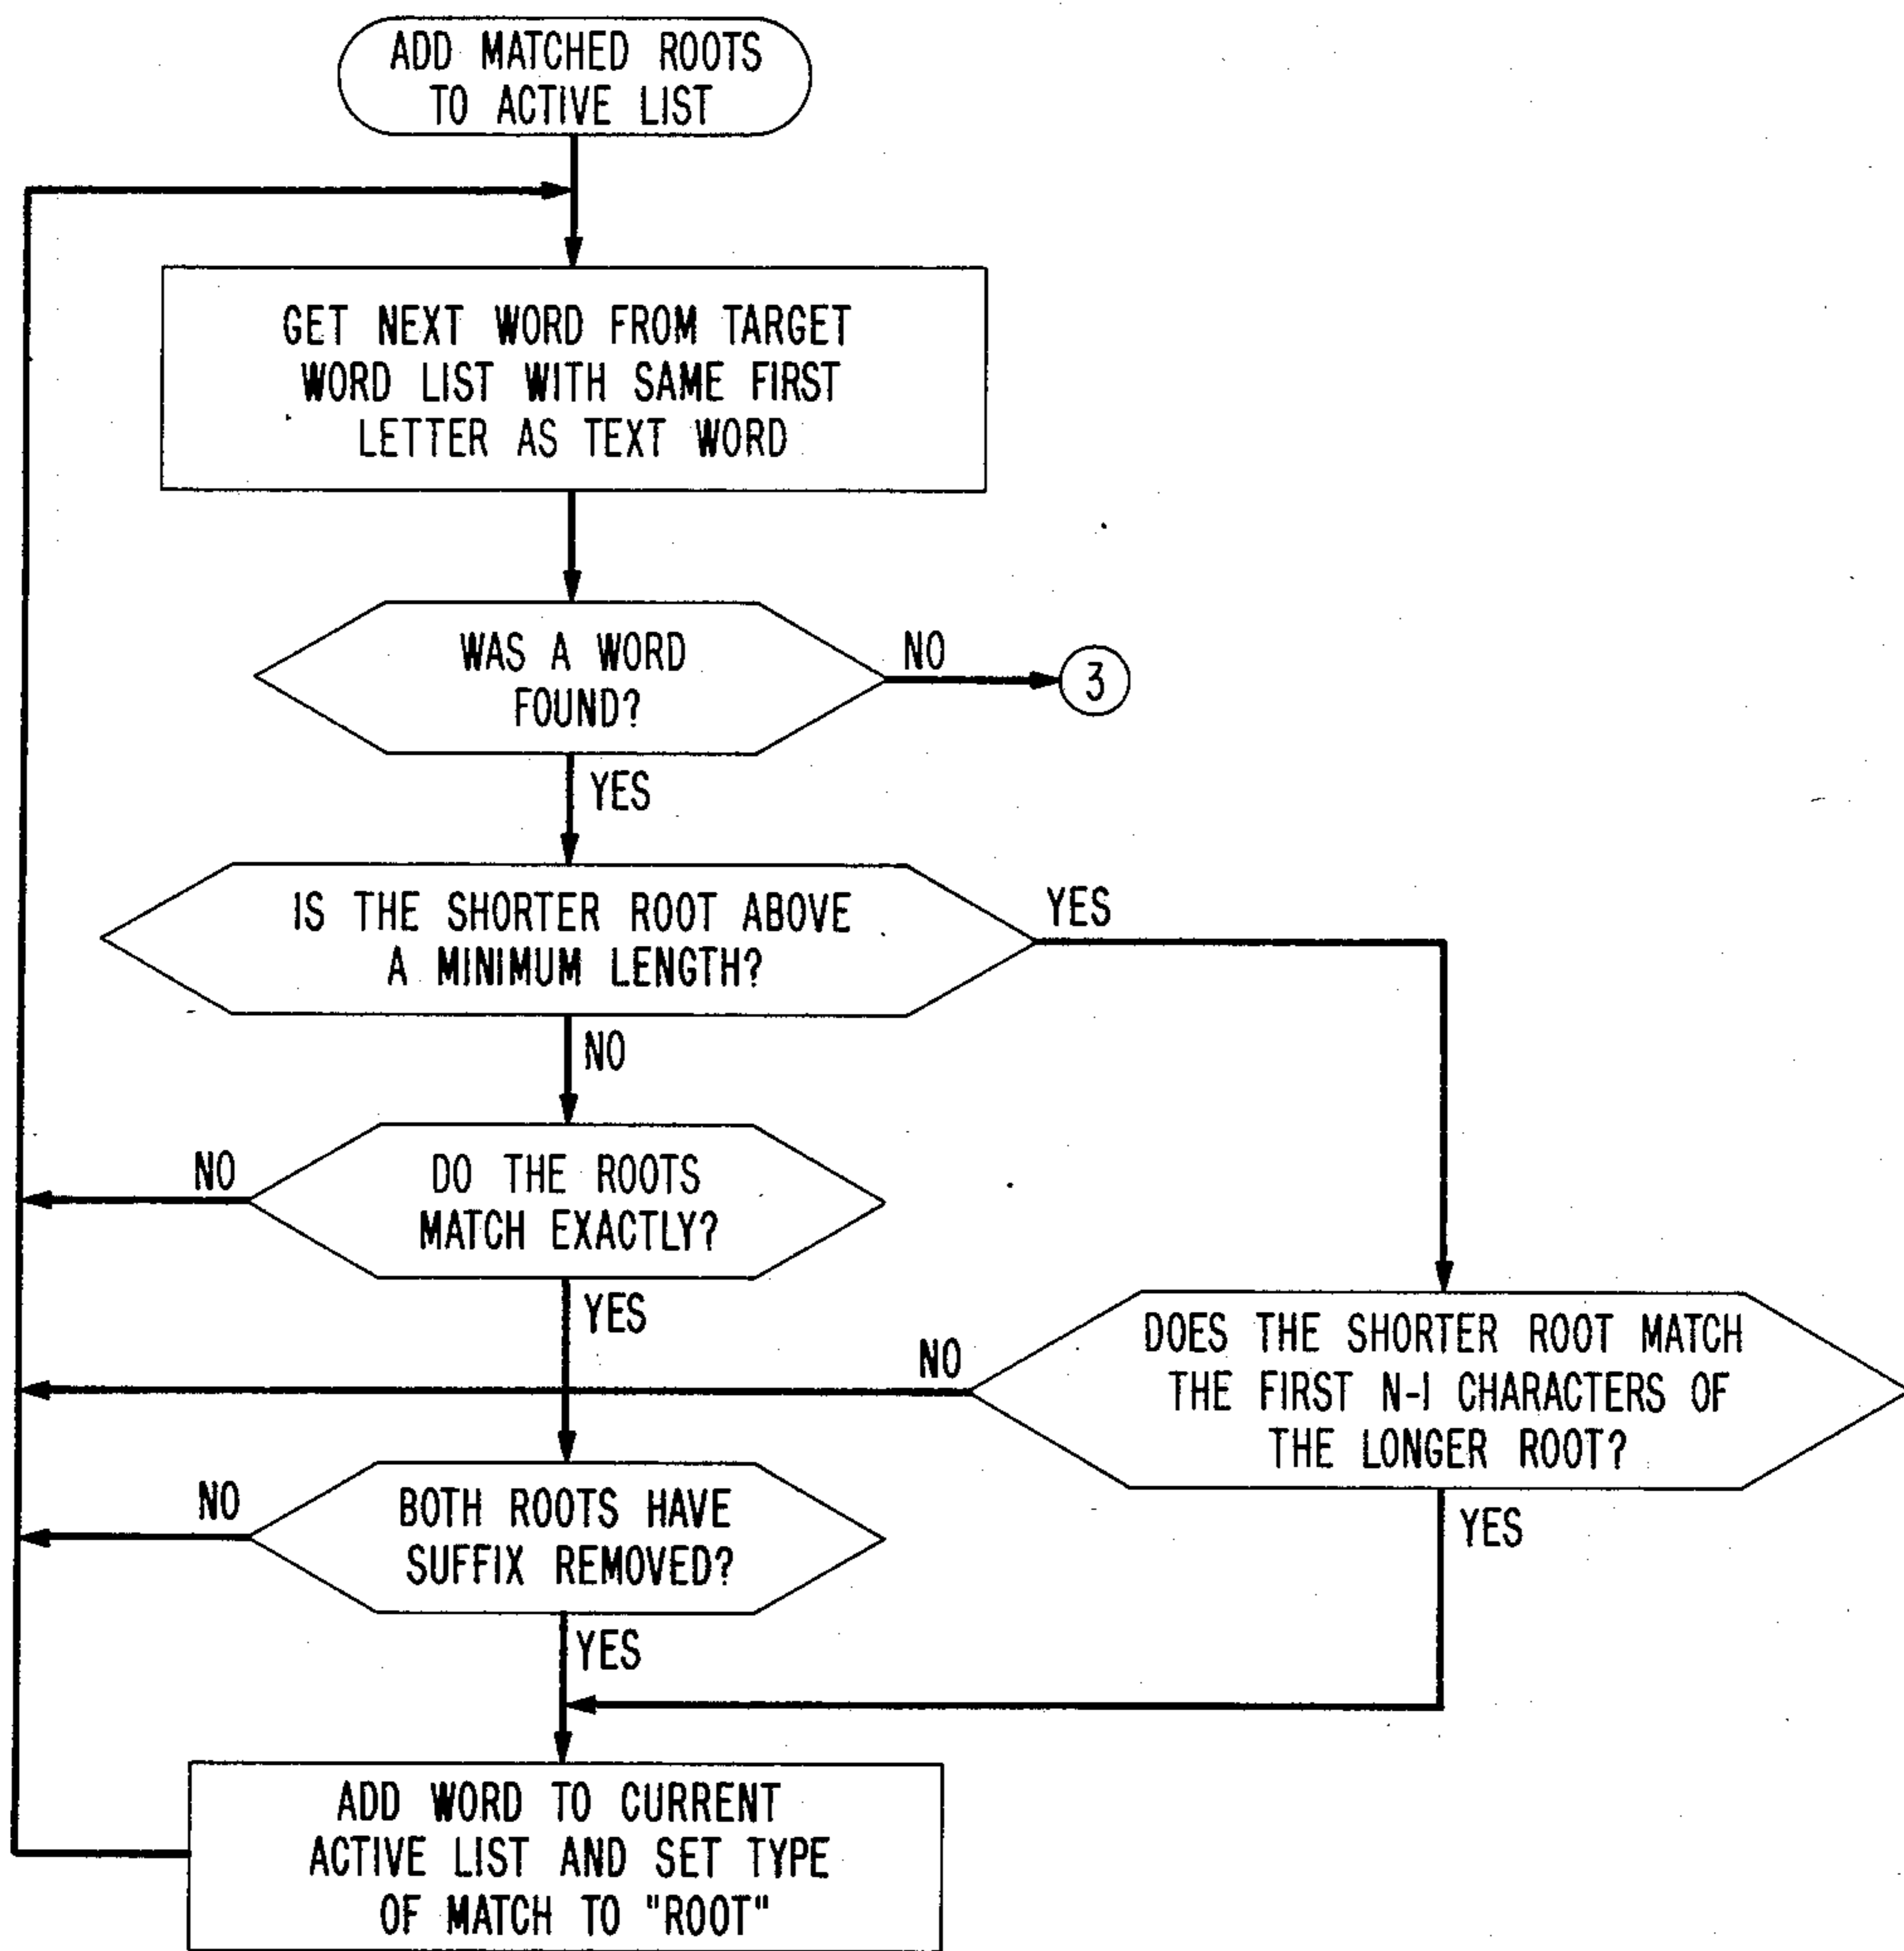 ADD MATCHED ROOTS
TO ACTIVE LIST
GET NEXT WORD FROM TARGET
WORD LIST WITH SAME FIRST
LETTER AS TEXT WORD
WAS A WORD
FOUND?
NO
3
YES
IS THE SHORTER ROOT ABOVE
A MINIMUM LENGTH?
YES
NO
DO THE ROOTS
MATCH EXACTLY?
NO
YES
DOES THE SHORTER ROOT MATCH
THE FIRST N-1 CHARACTERS OF
THE LONGER ROOT?
NO
YES
BOTH ROOTS HAVE
SUFFIX REMOVED?
NO
YES
ADD WORD TO CURRENT
ACTIVE LIST AND SET TYPE
OF MATCH TO "ROOT"